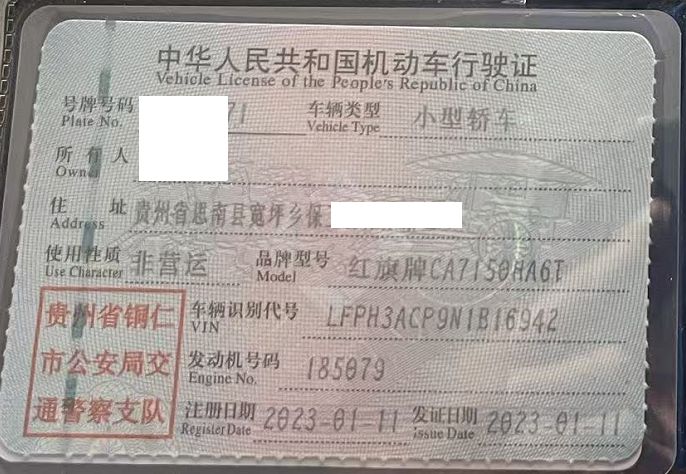 中华人民共和国机动车行驶证
Vehicle License of the People's Republic of China
号牌号码 71 车辆类型 小型轿车
Plate No. Vehicle Type
所有人
Owner
住址 贵州省思南县宽坪乡保
Address
使用性质 非营运 品牌型号 红旗牌CA7150HA6T
Use Character Model
贵州省铜仁
市公安局交
通警察支队
车辆识别代号 LFPH3ACP9N1B16942
VIN
发动机号码 185079
Engine No.
注册日期 2023-01-11 发证日期 2023-01-11
Register Date Issue Date